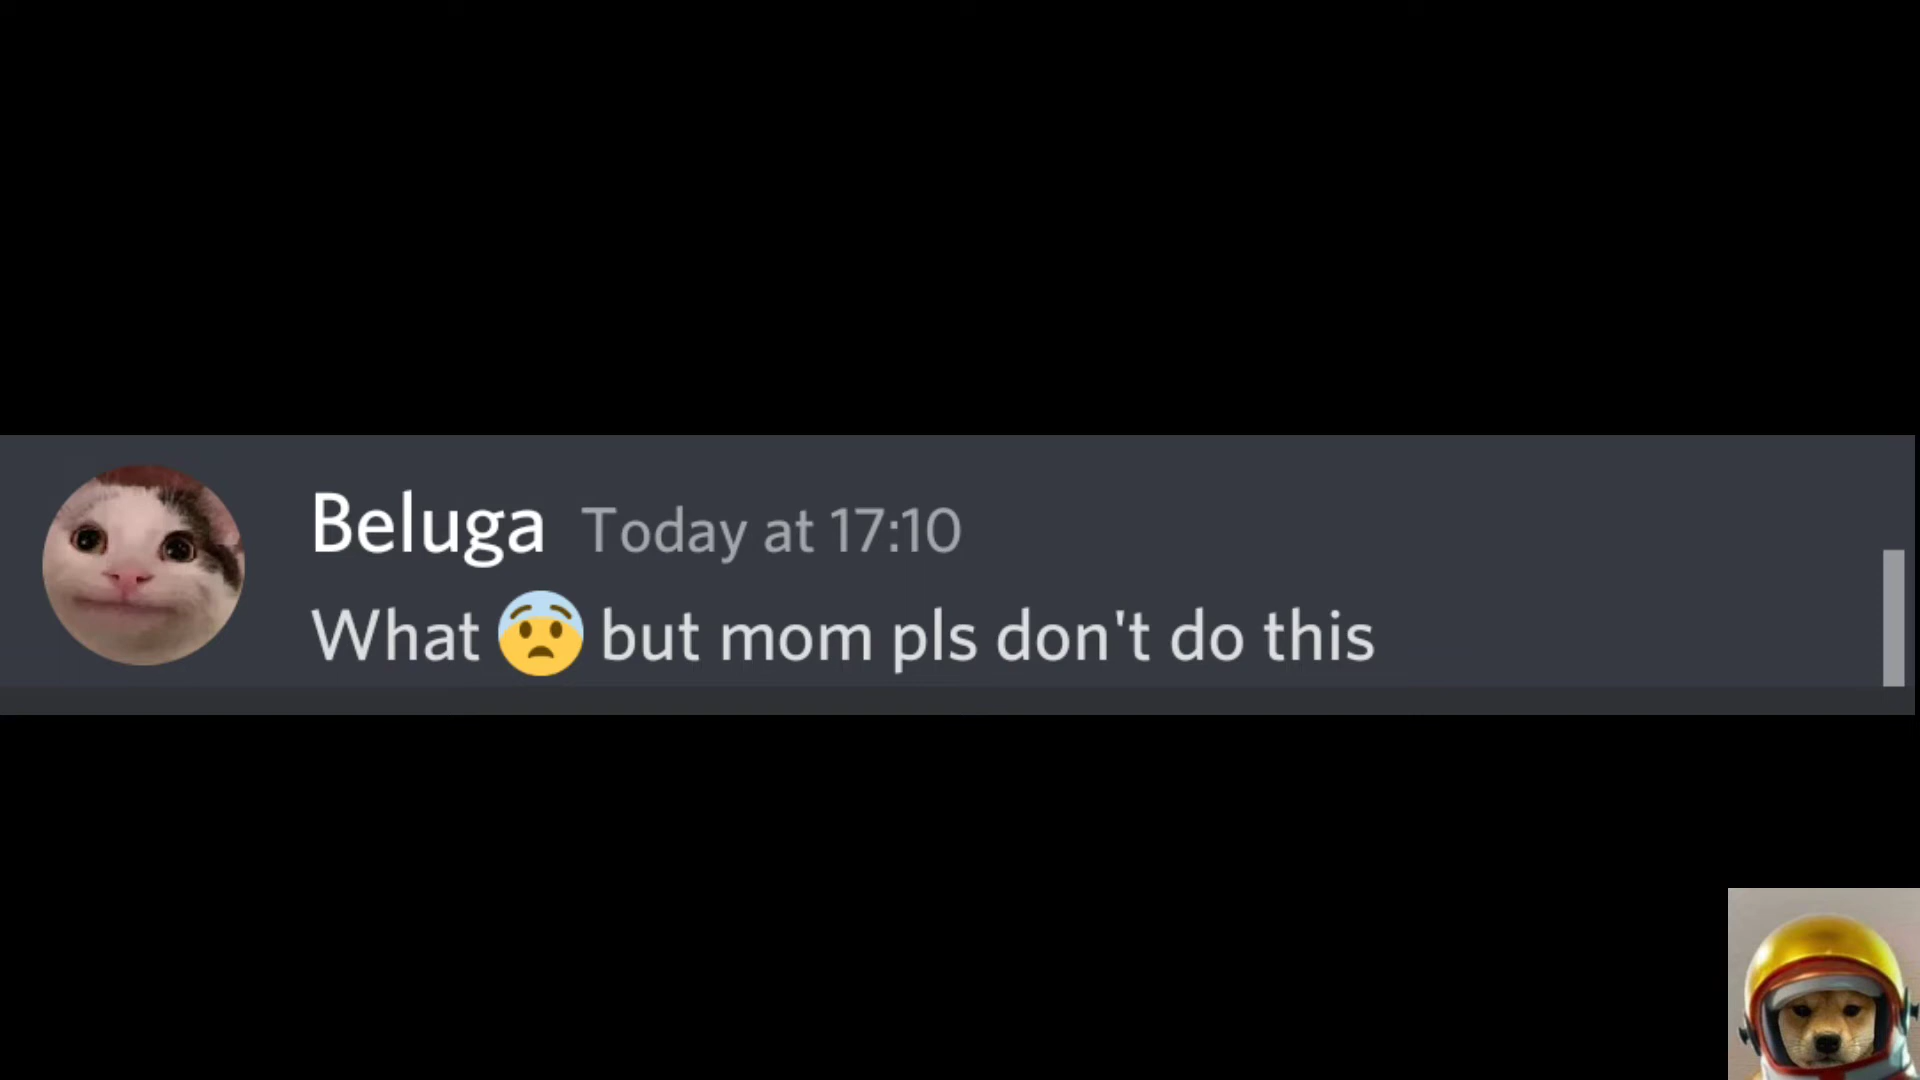 Beluga Today at 17:10
What 😨 but mom pls don't do this